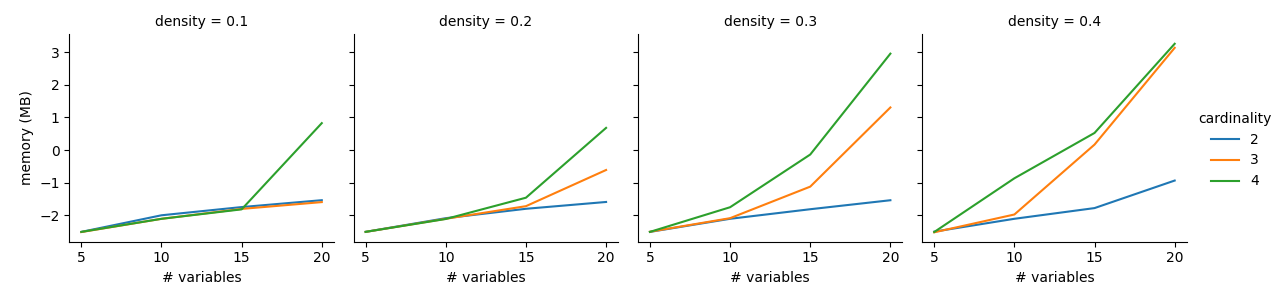 density = 0.1
density = 0.2
density = 0.3
density = 0.4
memory (MB)
3
2
1
0
−1
−2
5 10 15 20
5 10 15 20
5 10 15 20
5 10 15 20
# variables
# variables
# variables
# variables
cardinality
2
3
4